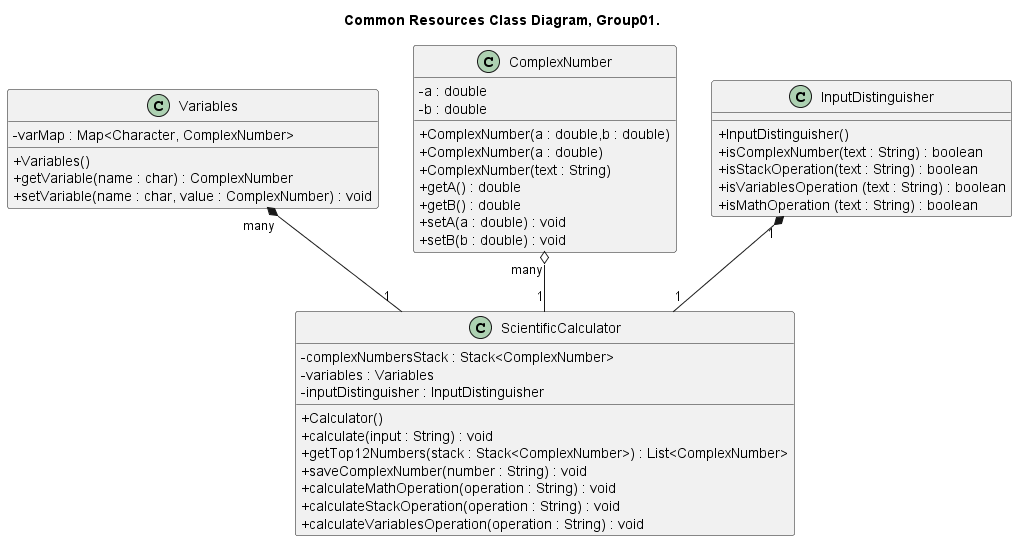 Common Resources Class Diagram, Group01.
C Variables
-varMap : Map<Character, ComplexNumber>
+Variables()
+getVariable(name : char) : ComplexNumber
+setVariable(name : char, value : ComplexNumber) : void
C ComplexNumber
-a : double
-b : double
+ComplexNumber(a : double,b : double)
+ComplexNumber(a : double)
+ComplexNumber(text : String)
+getA() : double
+getB() : double
+setA(a : double) : void
+setB(b : double) : void
C InputDistinguisher
+InputDistinguisher()
+isComplexNumber(text : String) : boolean
+isStackOperation(text : String) : boolean
+isVariablesOperation (text : String) : boolean
+isMathOperation (text : String) : boolean
many
many
1
1
1
1
C ScientificCalculator
-complexNumbersStack : Stack<ComplexNumber>
-variables : Variables
-inputDistinguisher : InputDistinguisher
+Calculator()
+calculate(input : String) : void
+getTop12Numbers(stack : Stack<ComplexNumber>) : List<ComplexNumber>
+saveComplexNumber(number : String) : void
+calculateMathOperation(operation : String) : void
+calculateStackOperation(operation : String) : void
+calculateVariablesOperation(operation : String) : void